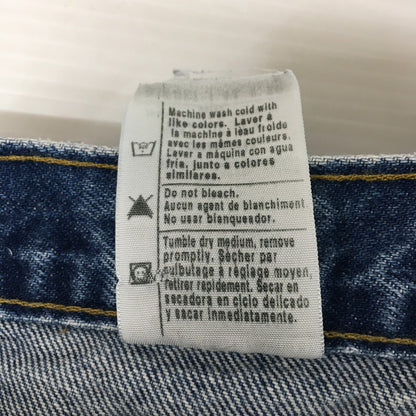 Machine wash cold with
like colors. Laver a
la machine à lèau froide
avec les mêmes couleurs.
Lavar a máquina con agua
fria, junto a colores
similares.
Do not bleach.
Aucun agent de blanchiment.
No usar blanqueador.
Tumble dry medium, remove
promptly. Sécher par
culbutage à réglage moyen,
retirer rapidement. Secar en
secadora en ciclo delicado
y sacar inmediatamente.